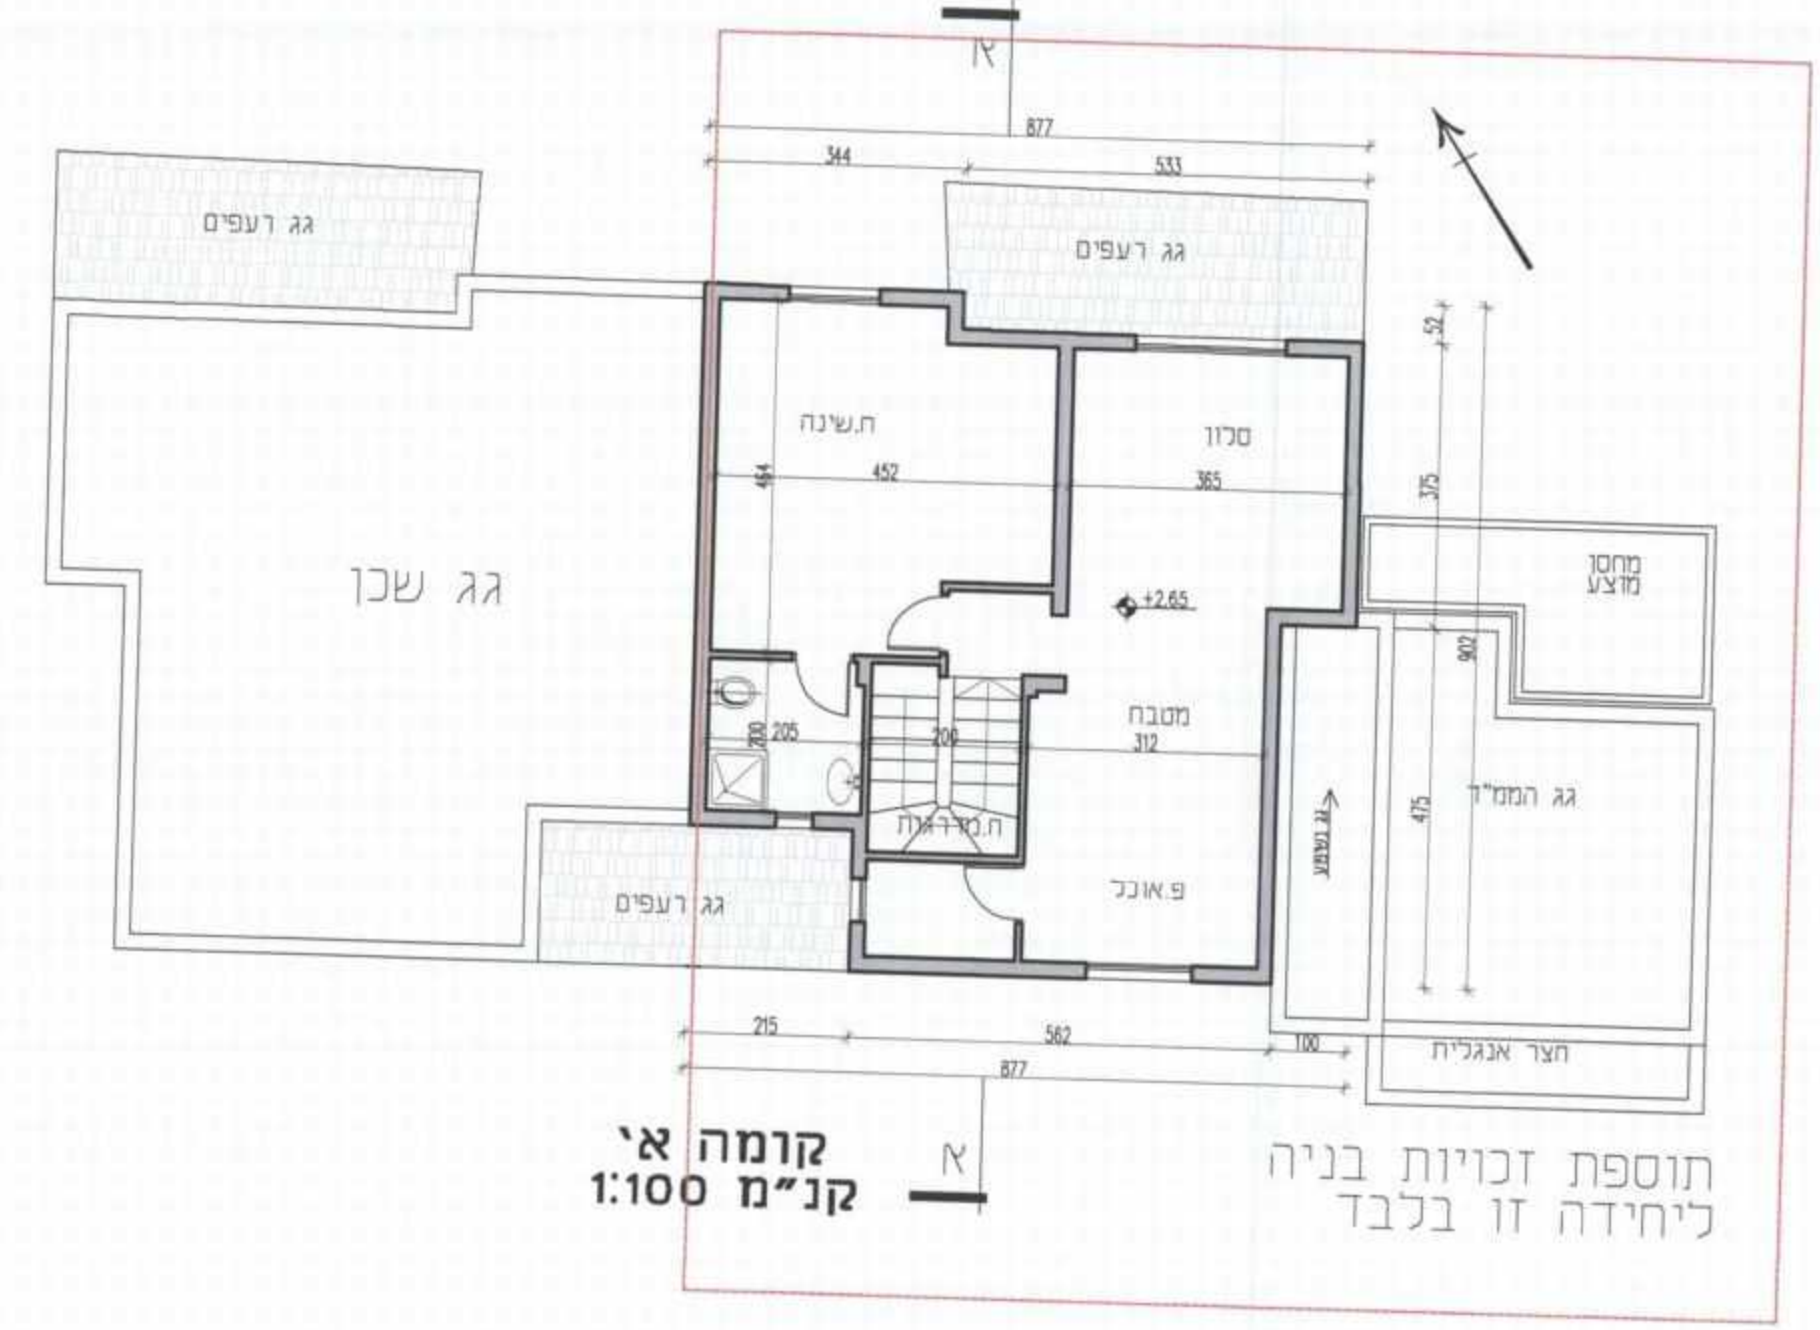 א
877
344
533
גג רעפים
גג רעפים
52
ח.שינה
סלון
464
452
365
375
מחסן
מוצע
גג שכן
+2.65
902
מטבח
200
205
200
312
גג הממ"ד
475
גג משופע
ח.מדרגות
פ.אוכל
גג רעפים
215
562
100
חצר אנגלית
877
קומה א'
קנ"מ 1:100
א
תוספת זכויות בניה
ליחידה זו בלבד